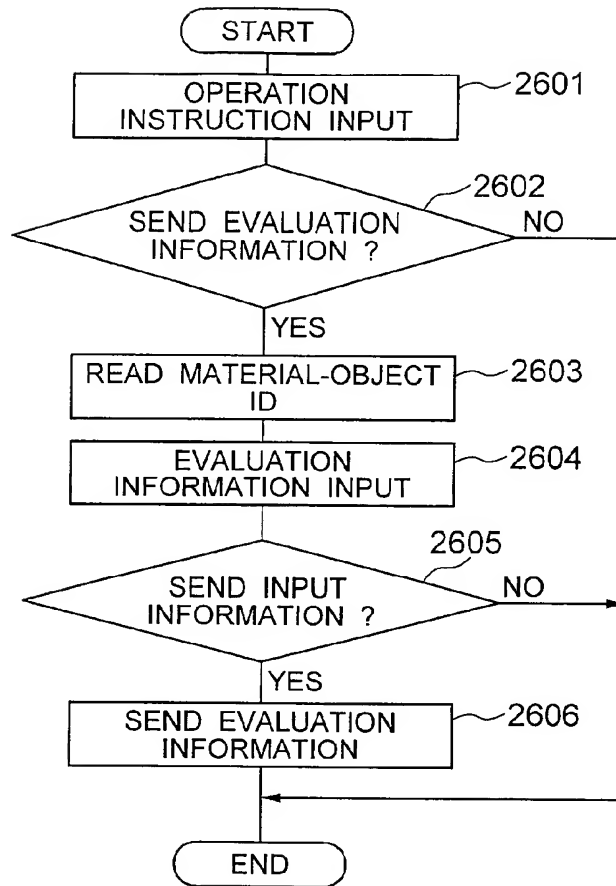 START
OPERATION
INSTRUCTION INPUT
2601
2602
SEND EVALUATION
INFORMATION ?
NO
YES
READ MATERIAL-OBJECT
ID
2603
EVALUATION
INFORMATION INPUT
2604
2605
SEND INPUT
INFORMATION ?
NO
YES
SEND EVALUATION
INFORMATION
2606
END